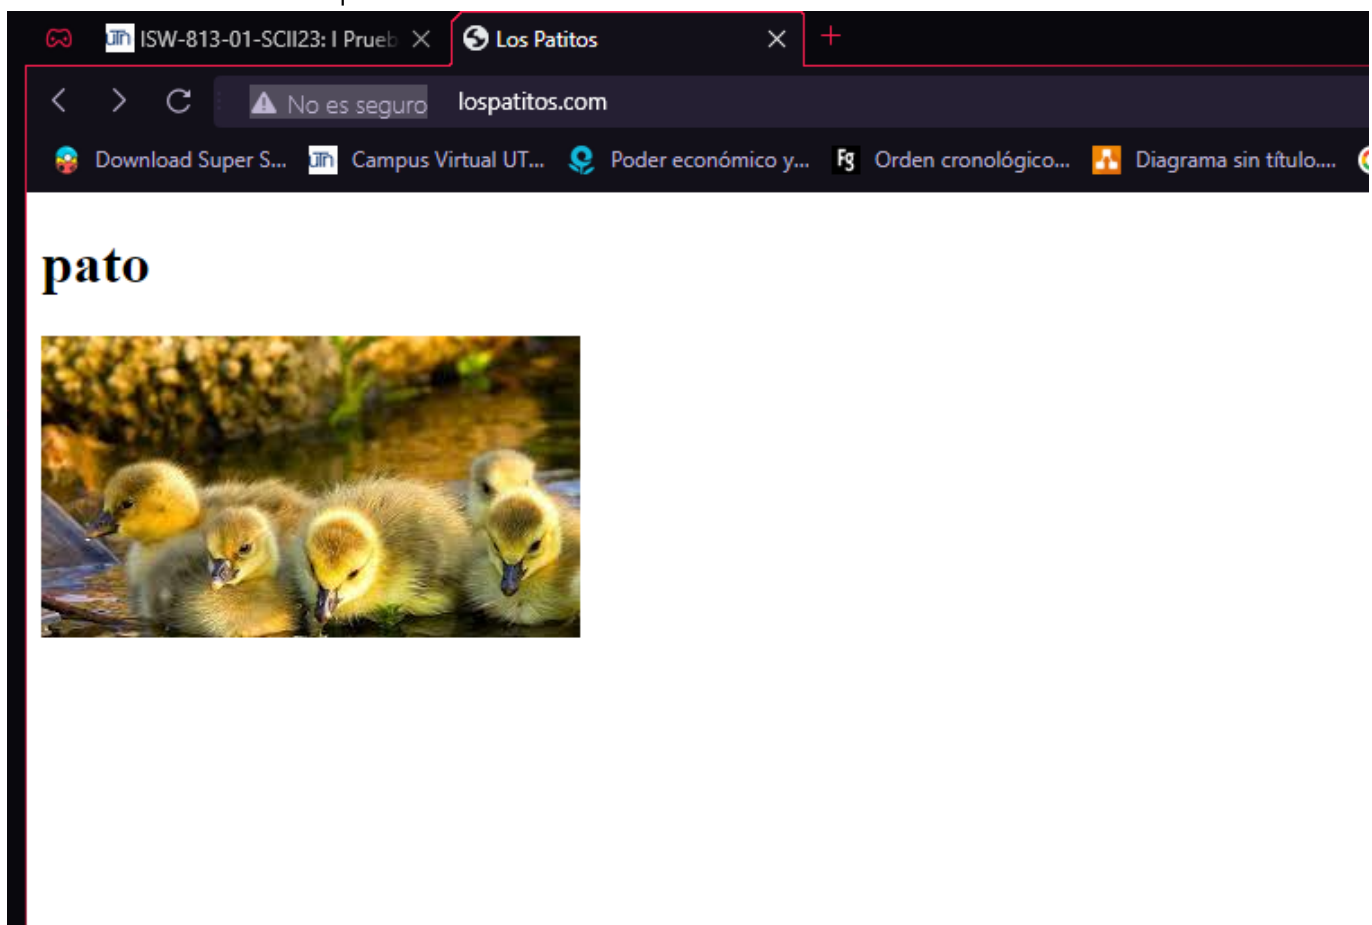 ISW-813-01-SCII23: I Prueb
Los Patitos
No es seguro lospatitos.com
Download Super S... Campus Virtual UT... Poder económico y... Fg Orden cronológico... Diagrama sin título....
pato